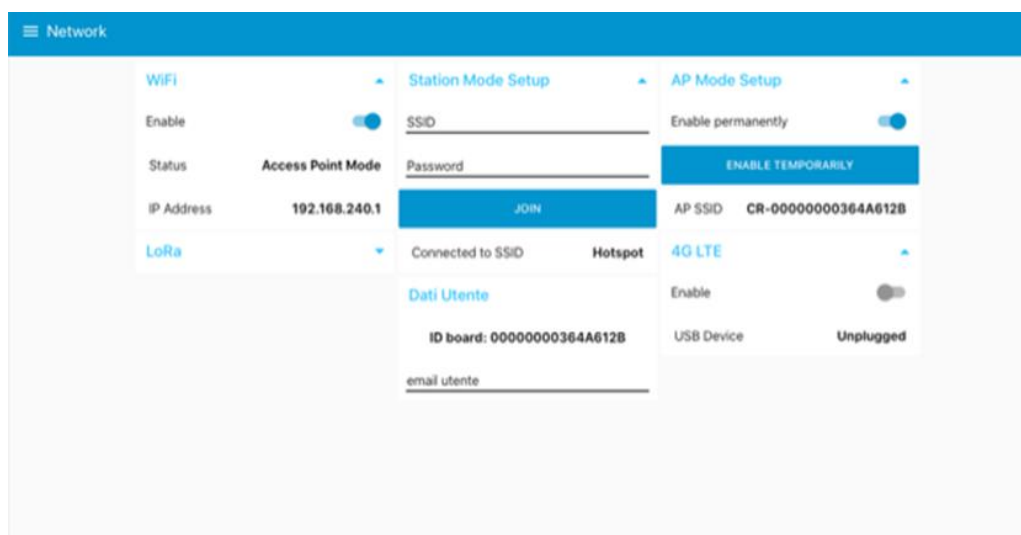 Network
WiFi
Enable
Status Access Point Mode
IP Address 192.168.240.1
LoRa
Station Mode Setup
SSID
Password
JOIN
Connected to SSID Hotspot
Dati Utente
ID board: 00000000364A612B
email utente
AP Mode Setup
Enable permanently
ENABLE TEMPORARILY
AP SSID CR-00000000364A612B
4G LTE
Enable
USB Device Unplugged